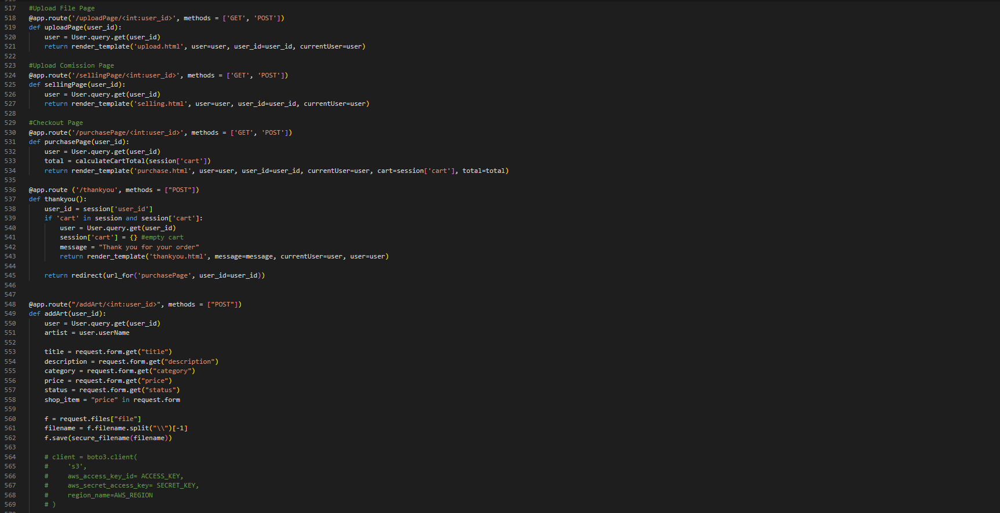 517 #Upload File Page
518 @app.route('/uploadPage/<int:user_id>', methods = ['GET', 'POST'])
519 def uploadPage(user_id):
520     user = User.query.get(user_id)
521     return render_template('upload.html', user=user, user_id=user_id, currentUser=user)
522
523 #Upload Comission Page
524 @app.route('/sellingPage/<int:user_id>', methods = ['GET', 'POST'])
525 def sellingPage(user_id):
526     user = User.query.get(user_id)
527     return render_template('selling.html', user=user, user_id=user_id, currentUser=user)
528
529 #Checkout Page
530 @app.route('/purchasePage/<int:user_id>', methods = ['GET', 'POST'])
531 def purchasePage(user_id):
532     user = User.query.get(user_id)
533     total = calculateCartTotal(session['cart'])
534     return render_template('purchase.html', user=user, user_id=user_id, currentUser=user, cart=session['cart'], total=total)
535
536 @app.route ('/thankyou', methods = ["POST"])
537 def thankyou():
538     user_id = session['user_id']
539     if 'cart' in session and session['cart']:
540         user = User.query.get(user_id)
541         session['cart'] = {} #empty cart
542         message = "Thank you for your order"
543         return render_template('thankyou.html', message=message, currentUser=user, user=user)
544
545     return redirect(url_for('purchasePage', user_id=user_id))
546
547
548 @app.route("/addArt/<int:user_id>", methods = ["POST"])
549 def addArt(user_id):
550     user = User.query.get(user_id)
551     artist = user.userName
552
553     title = request.form.get("title")
554     description = request.form.get("description")
555     category = request.form.get("category")
556     price = request.form.get("price")
557     status = request.form.get("status")
558     shop_item = "price" in request.form
559
560     f = request.files["file"]
561     filename = f.filename.split("\\")[-1]
562     f.save(secure_filename(filename))
563
564     # client = boto3.client(
565     #     's3',
566     #     aws_access_key_id= ACCESS_KEY,
567     #     aws_secret_access_key= SECRET_KEY,
568     #     region_name=AWS_REGION
569     # )